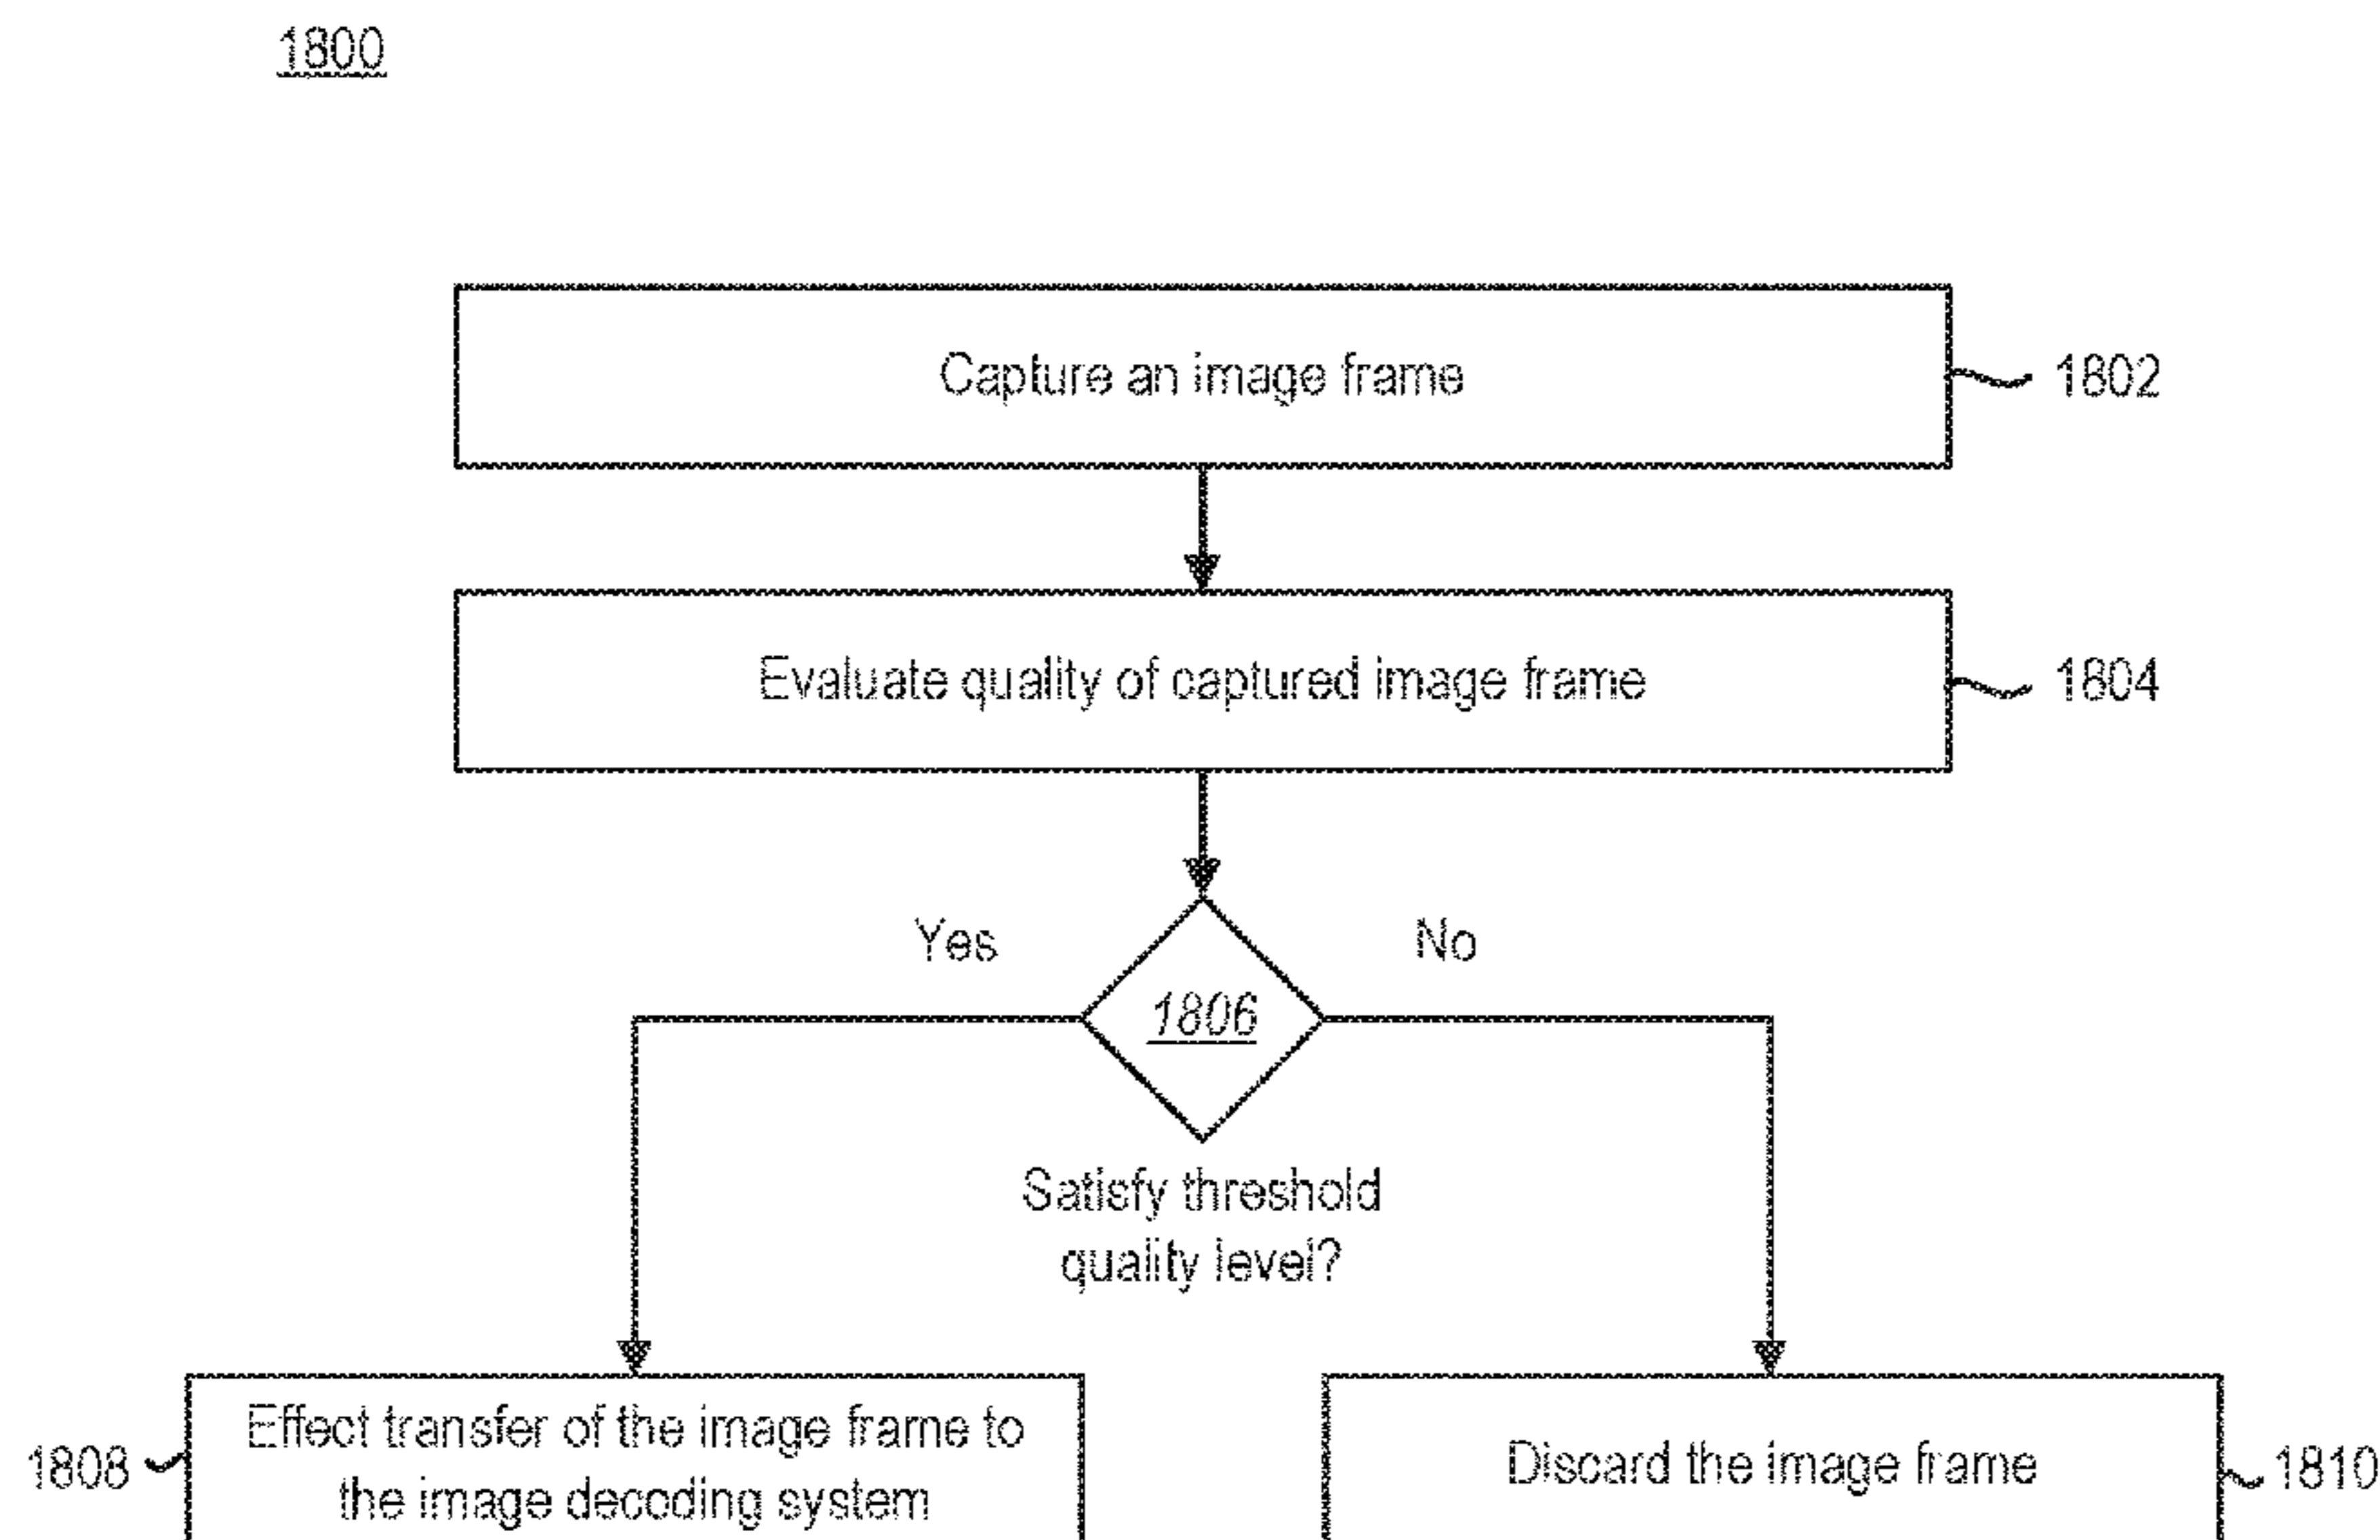 1800
Capture an image frame
1802
Evaluate quality of captured image frame
1804
Yes
No
1806
Satisfy threshold
quality level?
1808
Effect transfer of the image frame to
the image decoding system
Discard the image frame
1810